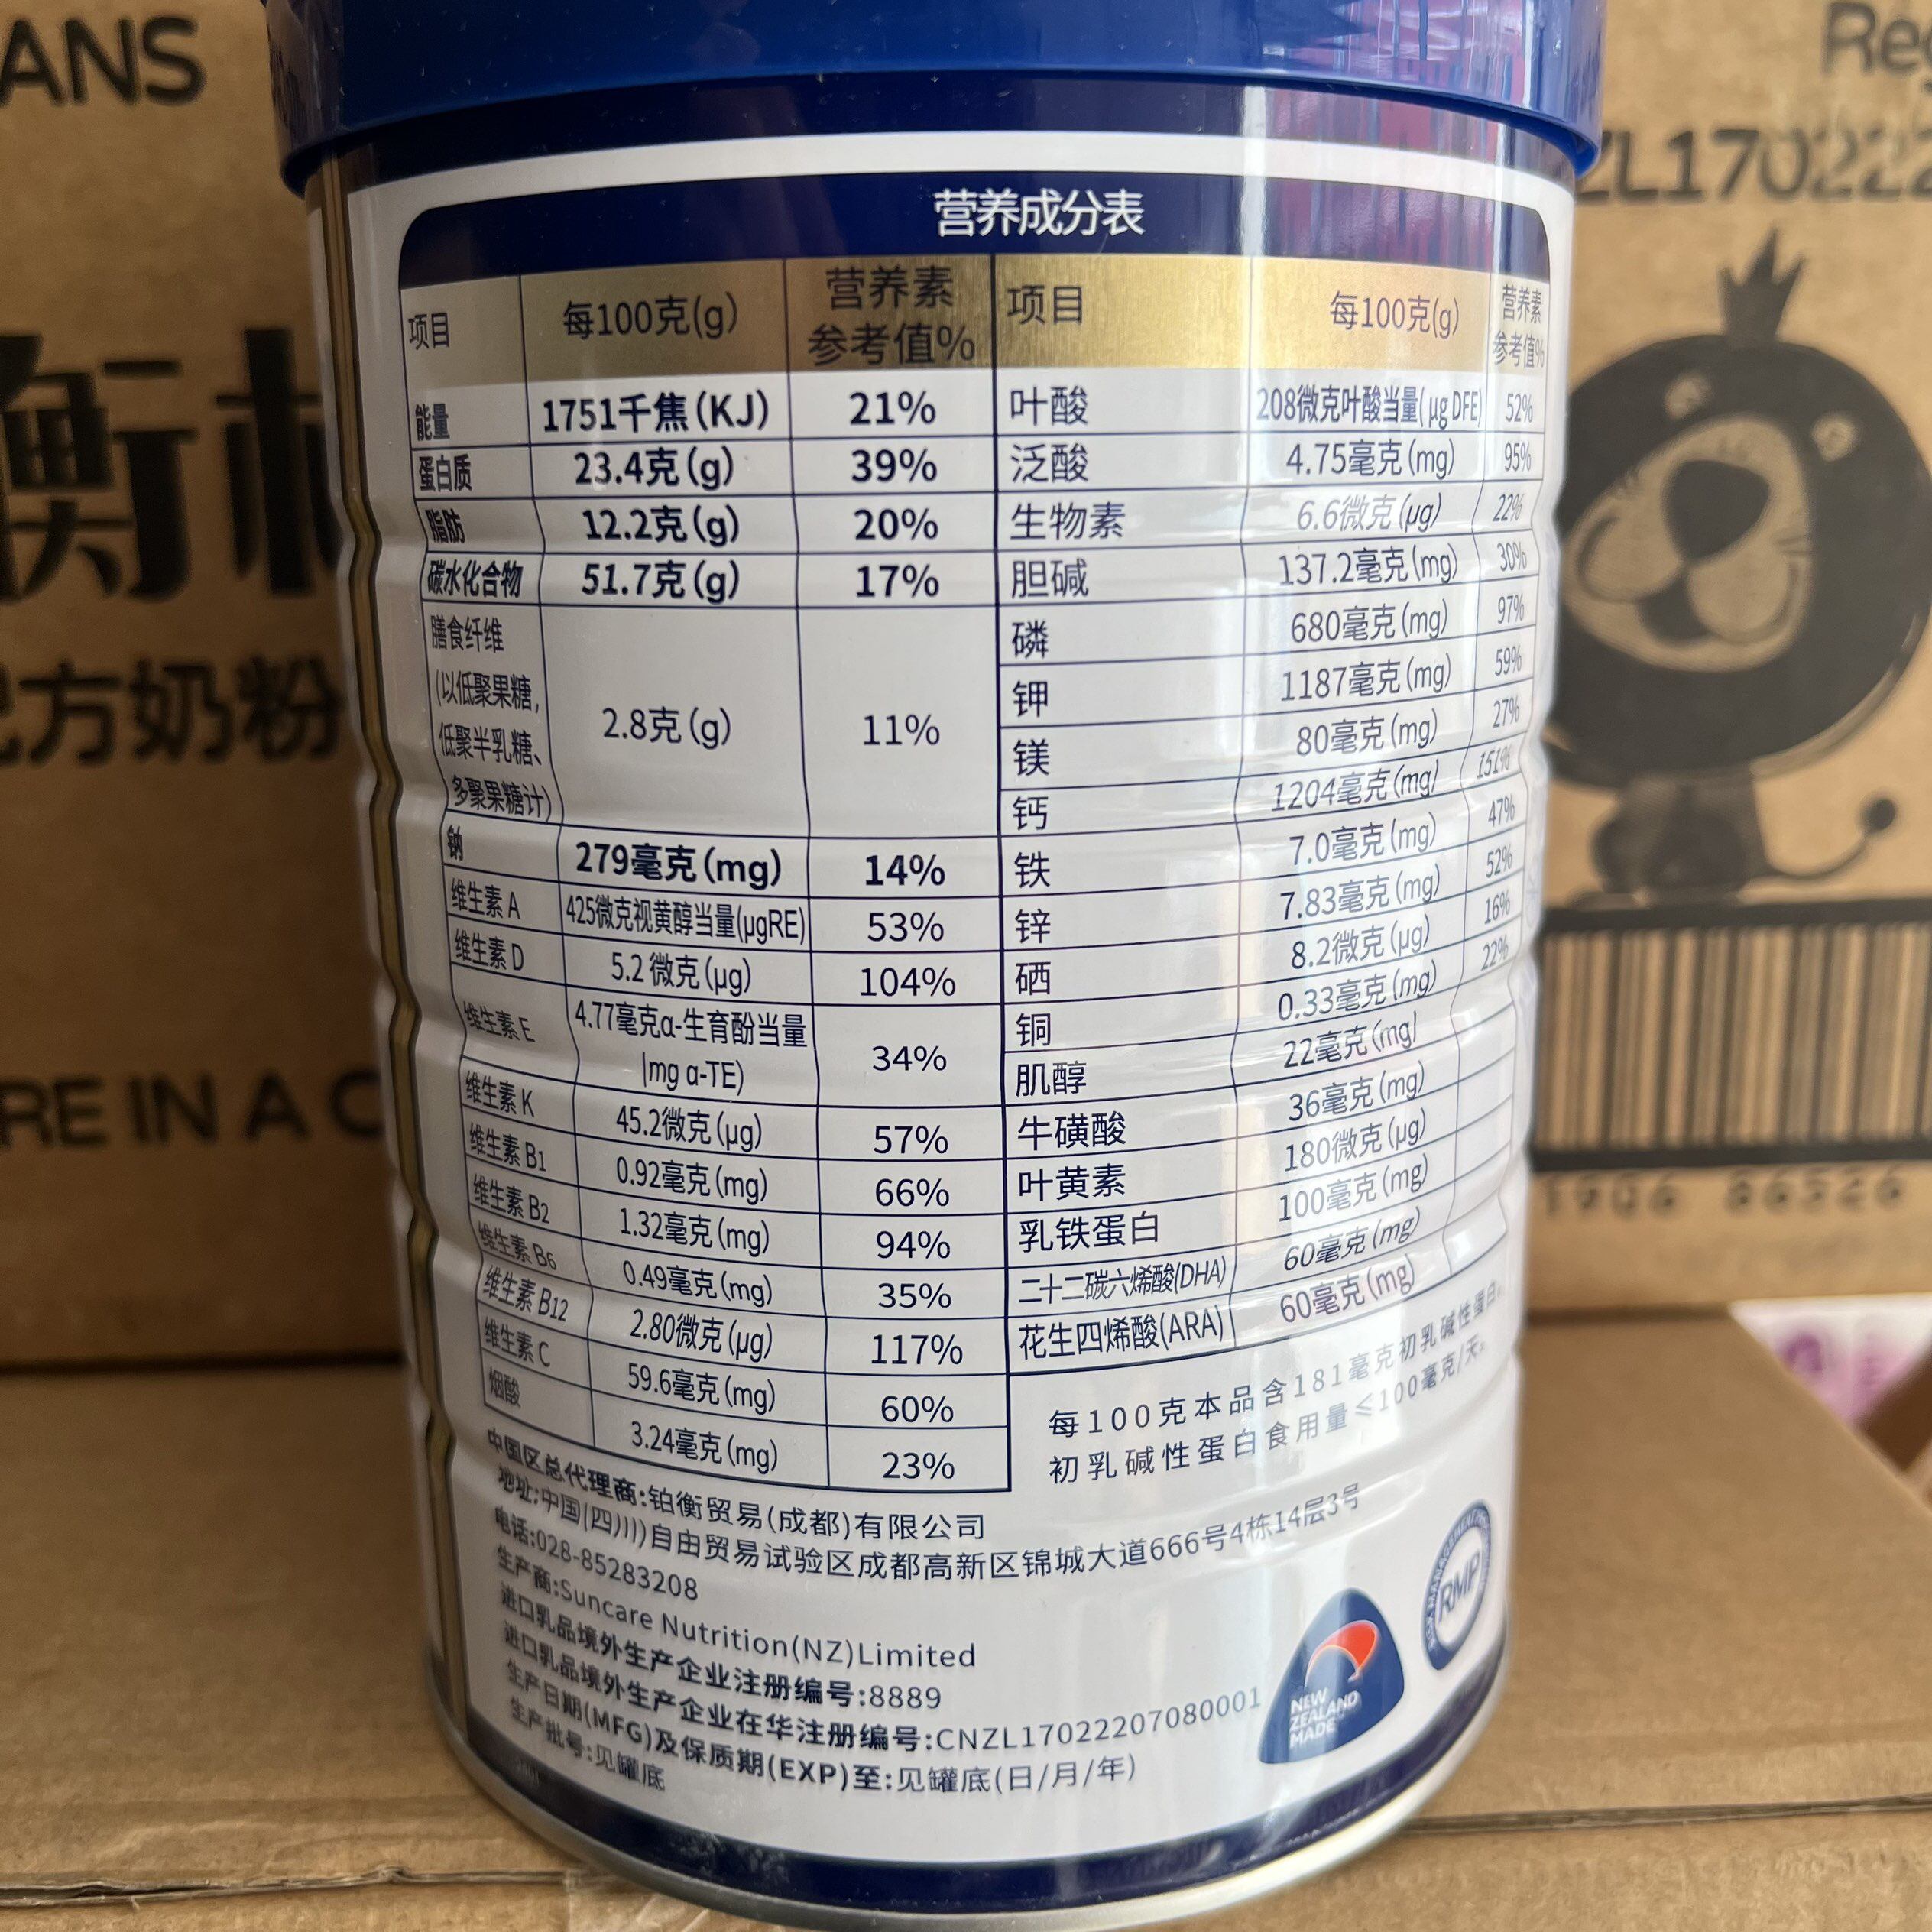 ANS
Reg
ZL170222
衡
配方奶粉
RE IN A C
营养成分表
项目 每100克(g) 营养素参考值% 项目 每100克(g) 营养素参考值%
能量 1751千焦(KJ) 21% 叶酸 208微克叶酸当量(μg DFE) 52%
蛋白质 23.4克(g) 39% 泛酸 4.75毫克(mg) 95%
脂肪 12.2克(g) 20% 生物素 6.6微克(μg) 22%
碳水化合物 51.7克(g) 17% 胆碱 137.2毫克(mg) 30%
膳食纤维 (以低聚果糖, 低聚半乳糖、 多聚果糖计) 2.8克(g) 11% 磷 680毫克(mg) 97%
钾 1187毫克(mg) 59%
镁 80毫克(mg) 27%
钙 1204毫克(mg) 151%
钠 279毫克(mg) 14% 铁 7.0毫克(mg) 47%
维生素 A 425微克视黄醇当量(μgRE) 53% 锌 7.83毫克(mg) 52%
维生素 D 5.2 微克(μg) 104% 硒 8.2微克(μg) 16%
维生素 E 4.77毫克α-生育酚当量(mg α-TE) 34% 铜 0.33毫克(mg) 22%
肌醇 22毫克(mg)
维生素 K 45.2微克(μg) 57% 牛磺酸 36毫克(mg)
维生素 B1 0.92毫克(mg) 66% 叶黄素 180微克(μg)
维生素 B2 1.32毫克(mg) 94% 乳铁蛋白 100毫克(mg)
维生素 B6 0.49毫克(mg) 35% 二十二碳六烯酸(DHA) 60毫克(mg)
维生素 B12 2.80微克(μg) 117% 花生四烯酸(ARA) 60毫克(mg)
维生素 C 59.6毫克(mg) 60%
烟酸 3.24毫克(mg) 23%
每100克本品含181毫克初乳碱性蛋白。
初乳碱性蛋白食用量≤100毫克/天。
中国区总代理商:铂衡贸易(成都)有限公司
地址:中国(四川)自由贸易试验区成都高新区锦城大道666号4栋14层3号
电话:028-85283208
生产商:Suncare Nutrition(NZ)Limited
进口乳品境外生产企业注册编号:8889
进口乳品境外生产企业在华注册编号:CNZL17022207080001
生产日期(MFG)及保质期(EXP)至:见罐底(日/月/年)
生产批号:见罐底
NEW
ZEALAND
MADE
RMP